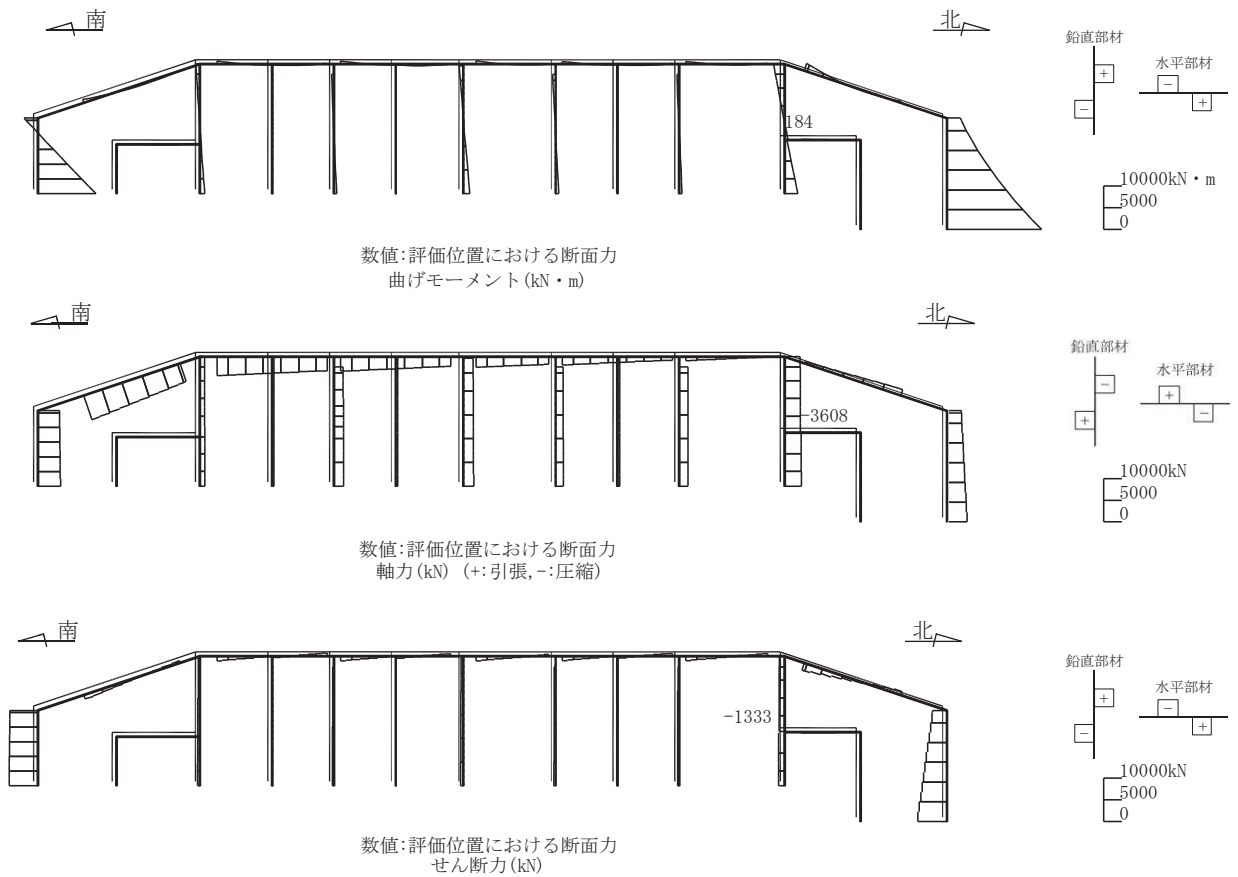 南
北
鉛直部材
水平部材
+
−
−
+
184
10000kN・m
5000
0
数値:評価位置における断面力
曲げモーメント(kN・m)
南
北
鉛直部材
水平部材
−
+
+
−
-3608
10000kN
5000
0
数値:評価位置における断面力
軸力(kN) (+:引張,-:圧縮)
南
北
鉛直部材
水平部材
+
−
−
+
-1333
10000kN
5000
0
数値:評価位置における断面力
せん断力(kN)